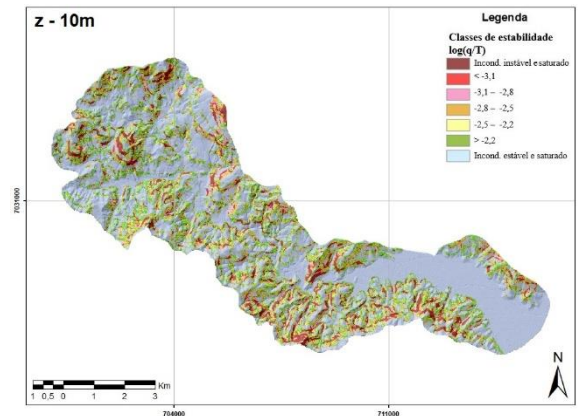 z - 10m
Legenda
Classes de estabilidade
log(q/T)
Incond. instável e saturado
< -3,1
-3,1 – -2,8
-2,8 – -2,5
-2,5 – -2,2
> -2,2
Incond. estável e saturado
7031000
N
Km
1 0,5 0 1 2 3
704000
711000